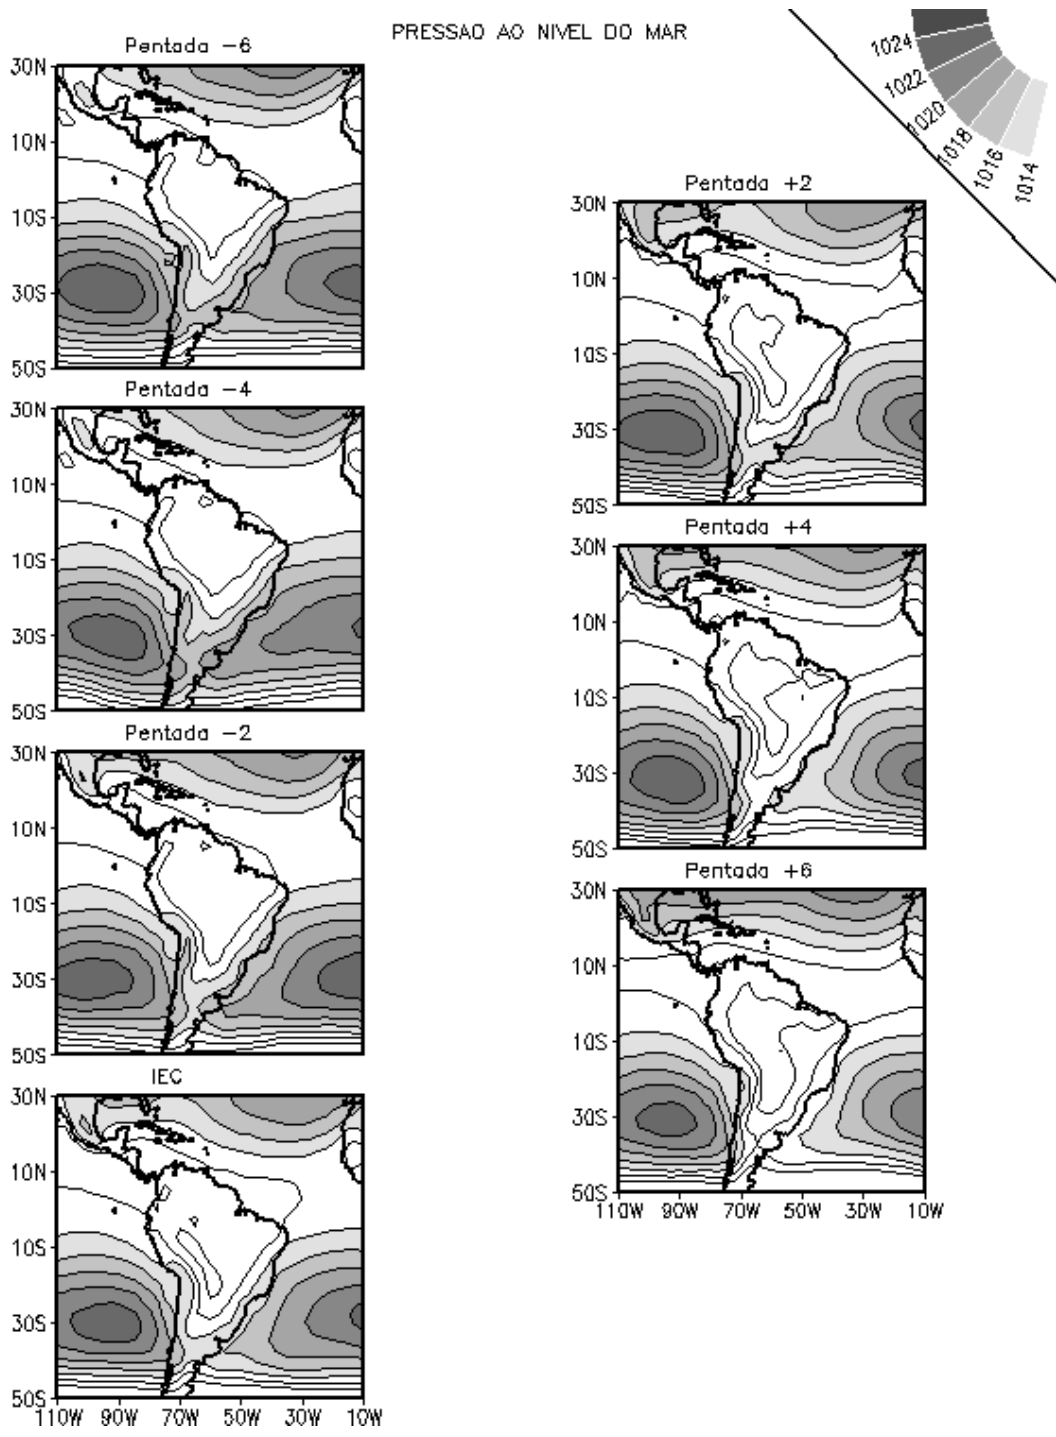 PRESSAO AO NIVEL DO MAR
1024
1022
1020
1018
1016
1014
Pentada -6
30N
10N
10S
30S
50S
Pentada -4
30N
10N
10S
30S
50S
Pentada -2
30N
10N
10S
30S
50S
IEC
30N
10N
10S
30S
50S
110W 90W 70W 50W 30W 10W
Pentada +2
30N
10N
10S
30S
50S
Pentada +4
30N
10N
10S
30S
50S
Pentada +6
30N
10N
10S
30S
50S
110W 90W 70W 50W 30W 10W